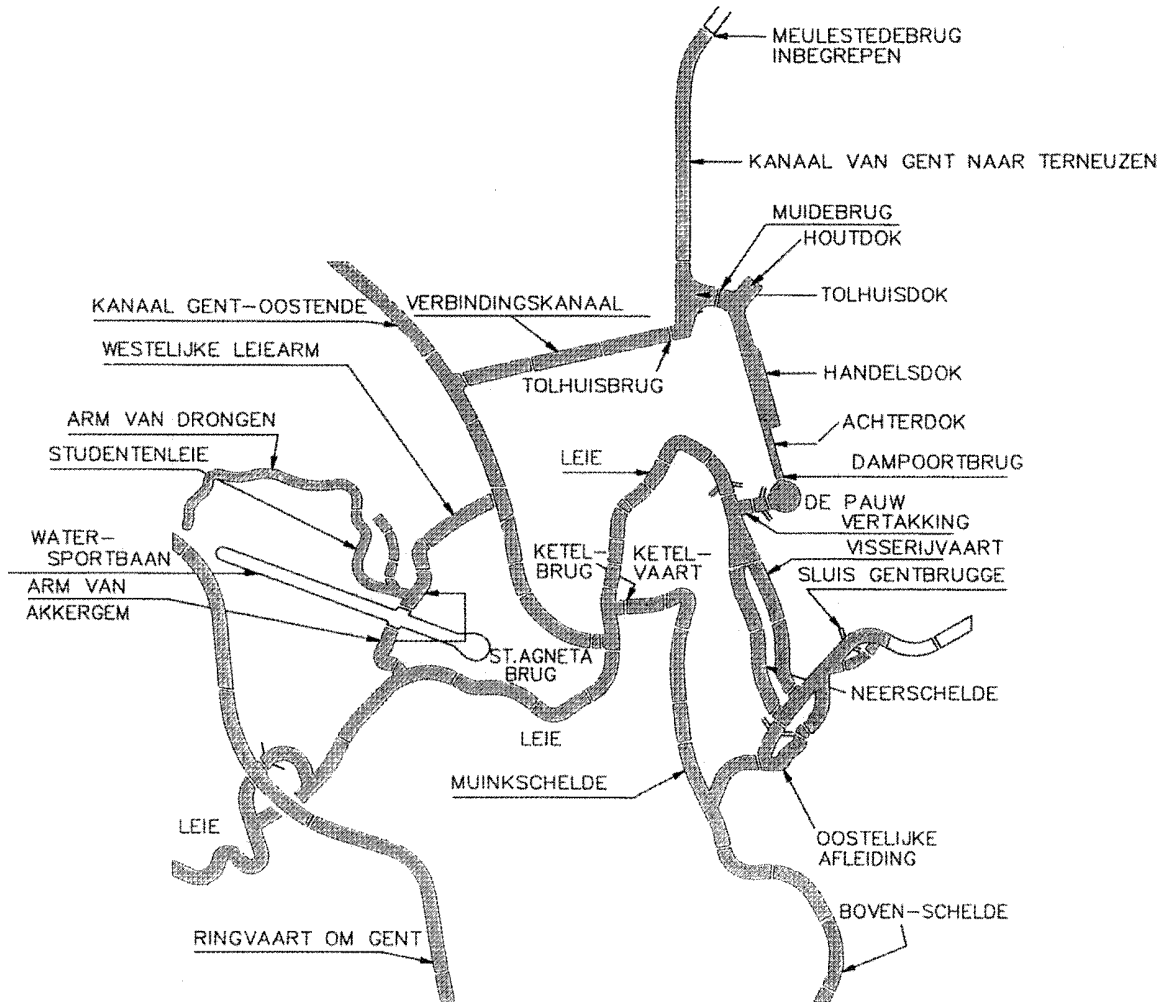 MEULESTEDEBRUG
INBEGREPEN
KANAAL VAN GENT NAAR TERNEUZEN
MUIDEBRUG
HOUTDOK
TOLHUISDOK
KANAAL GENT-OOSTENDE
VERBINDINGSKANAAL
WESTELIJKE LEIEARM
TOLHUISBRUG
HANDELSDOK
ARM VAN DRONGEN
ACHTERDOK
STUDENTENLEIE
LEIE
DAMPOORTBRUG
DE PAUW
VERTAKKING
WATER-
SPORTBAAN
KETEL-
BRUG
KETEL-
VAART
VISSERIJVAART
SLUIS GENTBRUGGE
ARM VAN
AKKERGEM
ST.AGNETA
BRUG
NEERSCHELDE
LEIE
MUINKSCHELDE
LEIE
OOSTELIJKE
AFLEIDING
BOVEN-SCHELDE
RINGVAART OM GENT